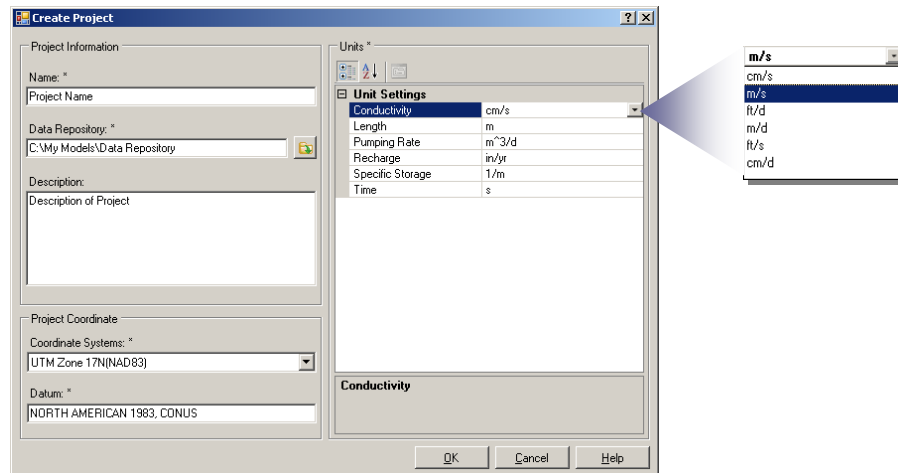 Create Project
Project Information
Name: *
Project Name
Data Repository: *
C:\My Models\Data Repository
Description:
Description of Project
Project Coordinate
Coordinate Systems: *
UTM Zone 17N(NAD83)
Datum: *
NORTH AMERICAN 1983, CONUS
Units *
Unit Settings
Conductivity cm/s
Length m
Pumping Rate m^3/d
Recharge in/yr
Specific Storage 1/m
Time s
Conductivity
OK Cancel Help
m/s
cm/s
m/s
ft/d
m/d
ft/s
cm/d